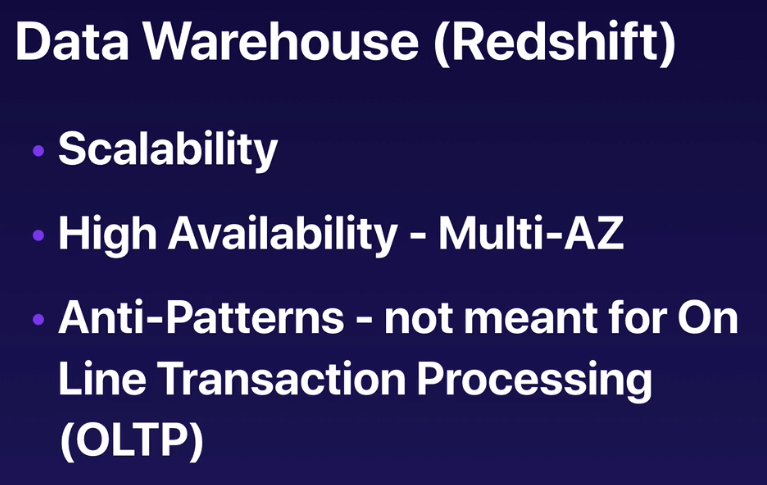 Data Warehouse (Redshift)
• Scalability
• High Availability - Multi-AZ
• Anti-Patterns - not meant for On
Line Transaction Processing
(OLTP)